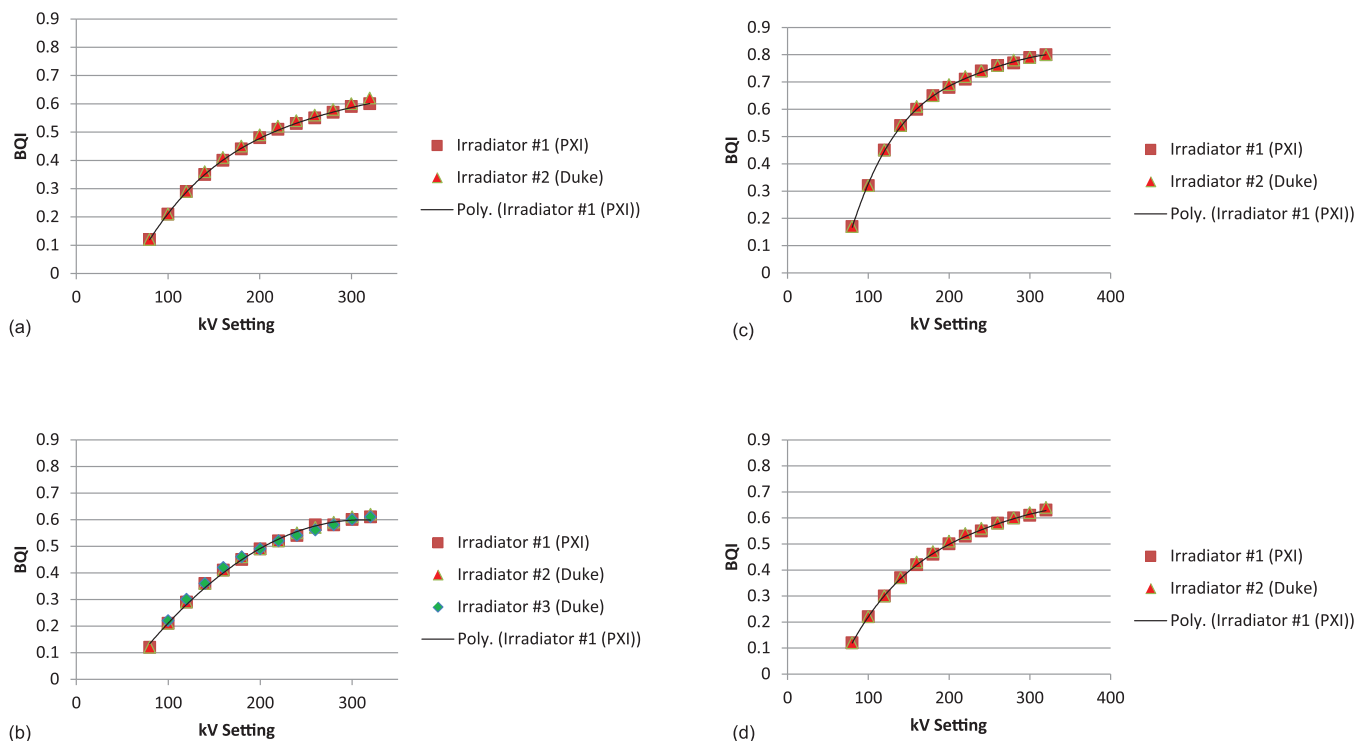 0.9
0.8
0.7
0.6
0.5
0.4
0.3
0.2
0.1
0
BQI
0 100 200 300
kV Setting
(a)
Irradiator #1 (PXI)
Irradiator #2 (Duke)
Poly. (Irradiator #1 (PXI))
0.9
0.8
0.7
0.6
0.5
0.4
0.3
0.2
0.1
0
BQI
0 100 200 300 400
kV Setting
(c)
Irradiator #1 (PXI)
Irradiator #2 (Duke)
Poly. (Irradiator #1 (PXI))
0.9
0.8
0.7
0.6
0.5
0.4
0.3
0.2
0.1
0
BQI
0 100 200 300
kV Setting
(b)
Irradiator #1 (PXI)
Irradiator #2 (Duke)
Irradiator #3 (Duke)
Poly. (Irradiator #1 (PXI))
0.9
0.8
0.7
0.6
0.5
0.4
0.3
0.2
0.1
0
BQI
0 100 200 300 400
kV Setting
(d)
Irradiator #1 (PXI)
Irradiator #2 (Duke)
Poly. (Irradiator #1 (PXI))